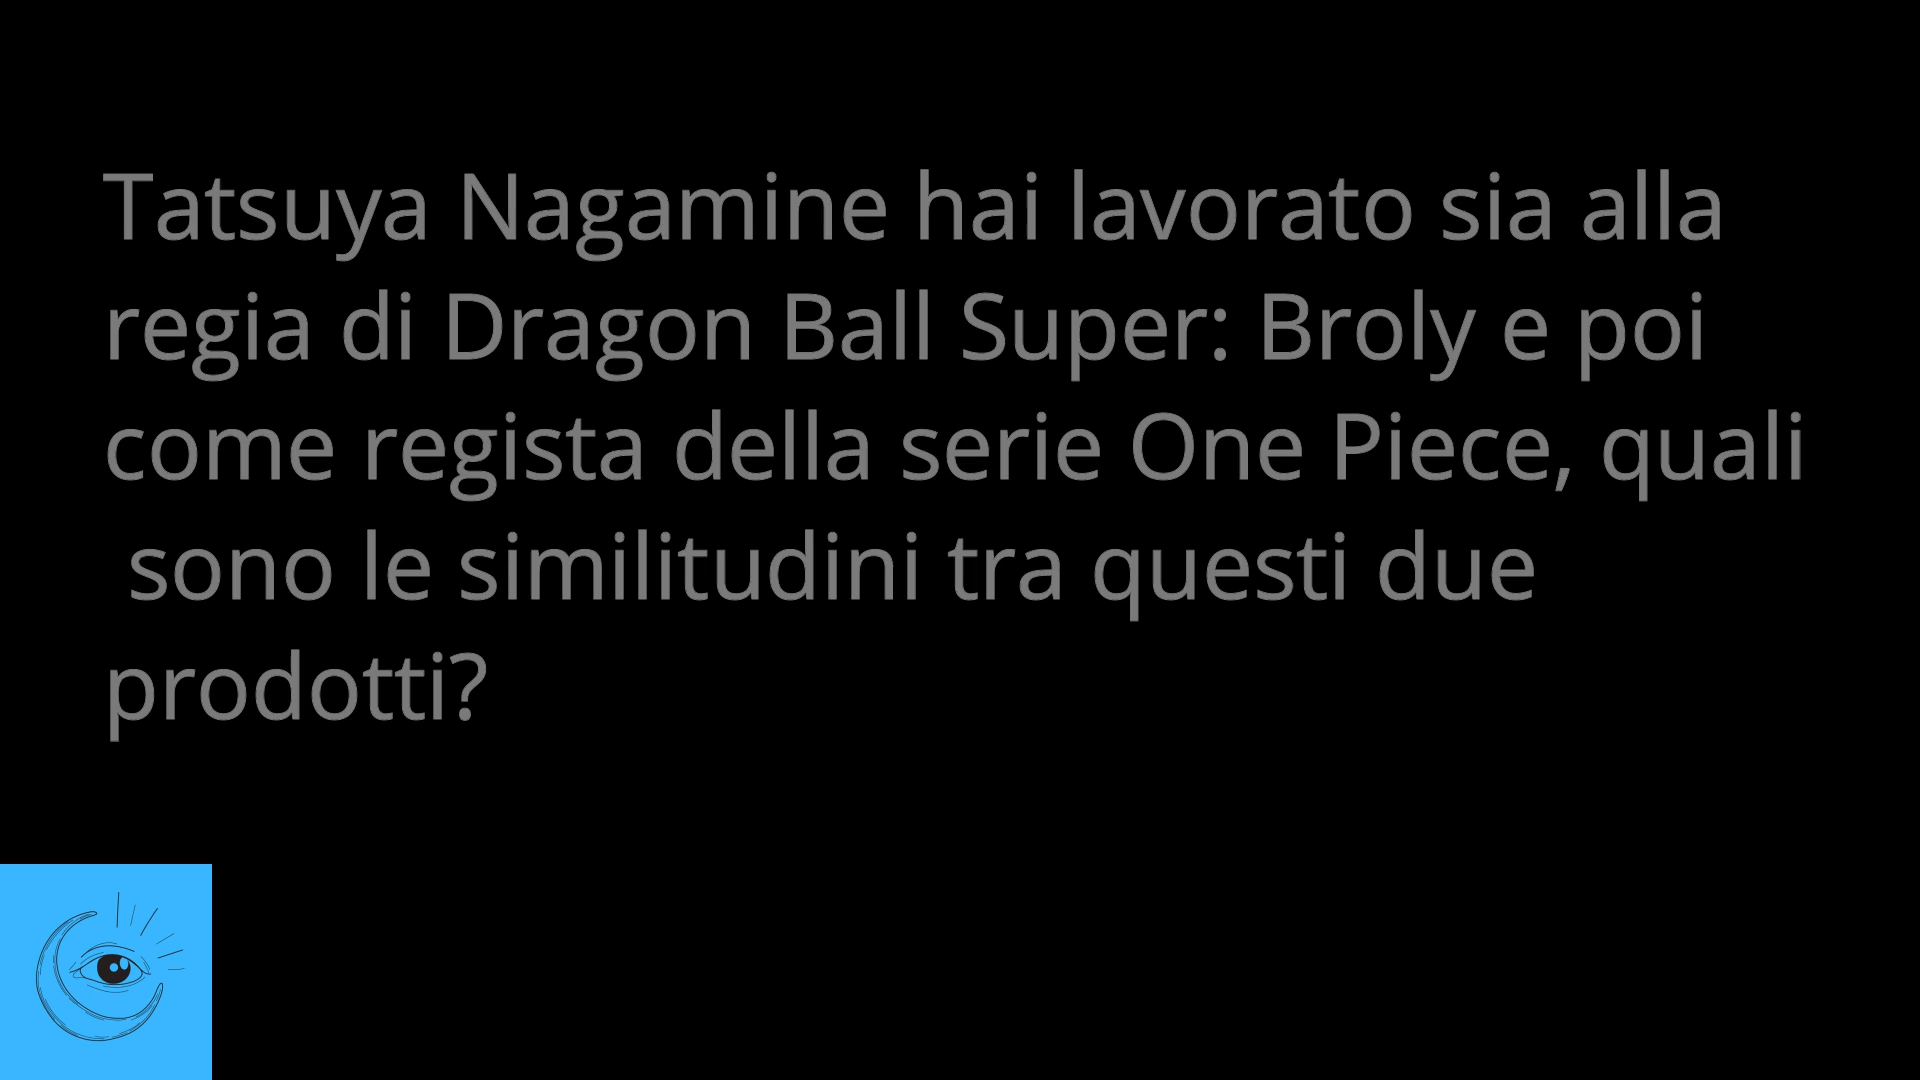 Tatsuya Nagamine hai lavorato sia alla
regia di Dragon Ball Super: Broly e poi
come regista della serie One Piece, quali
sono le similitudini tra questi due
prodotti?